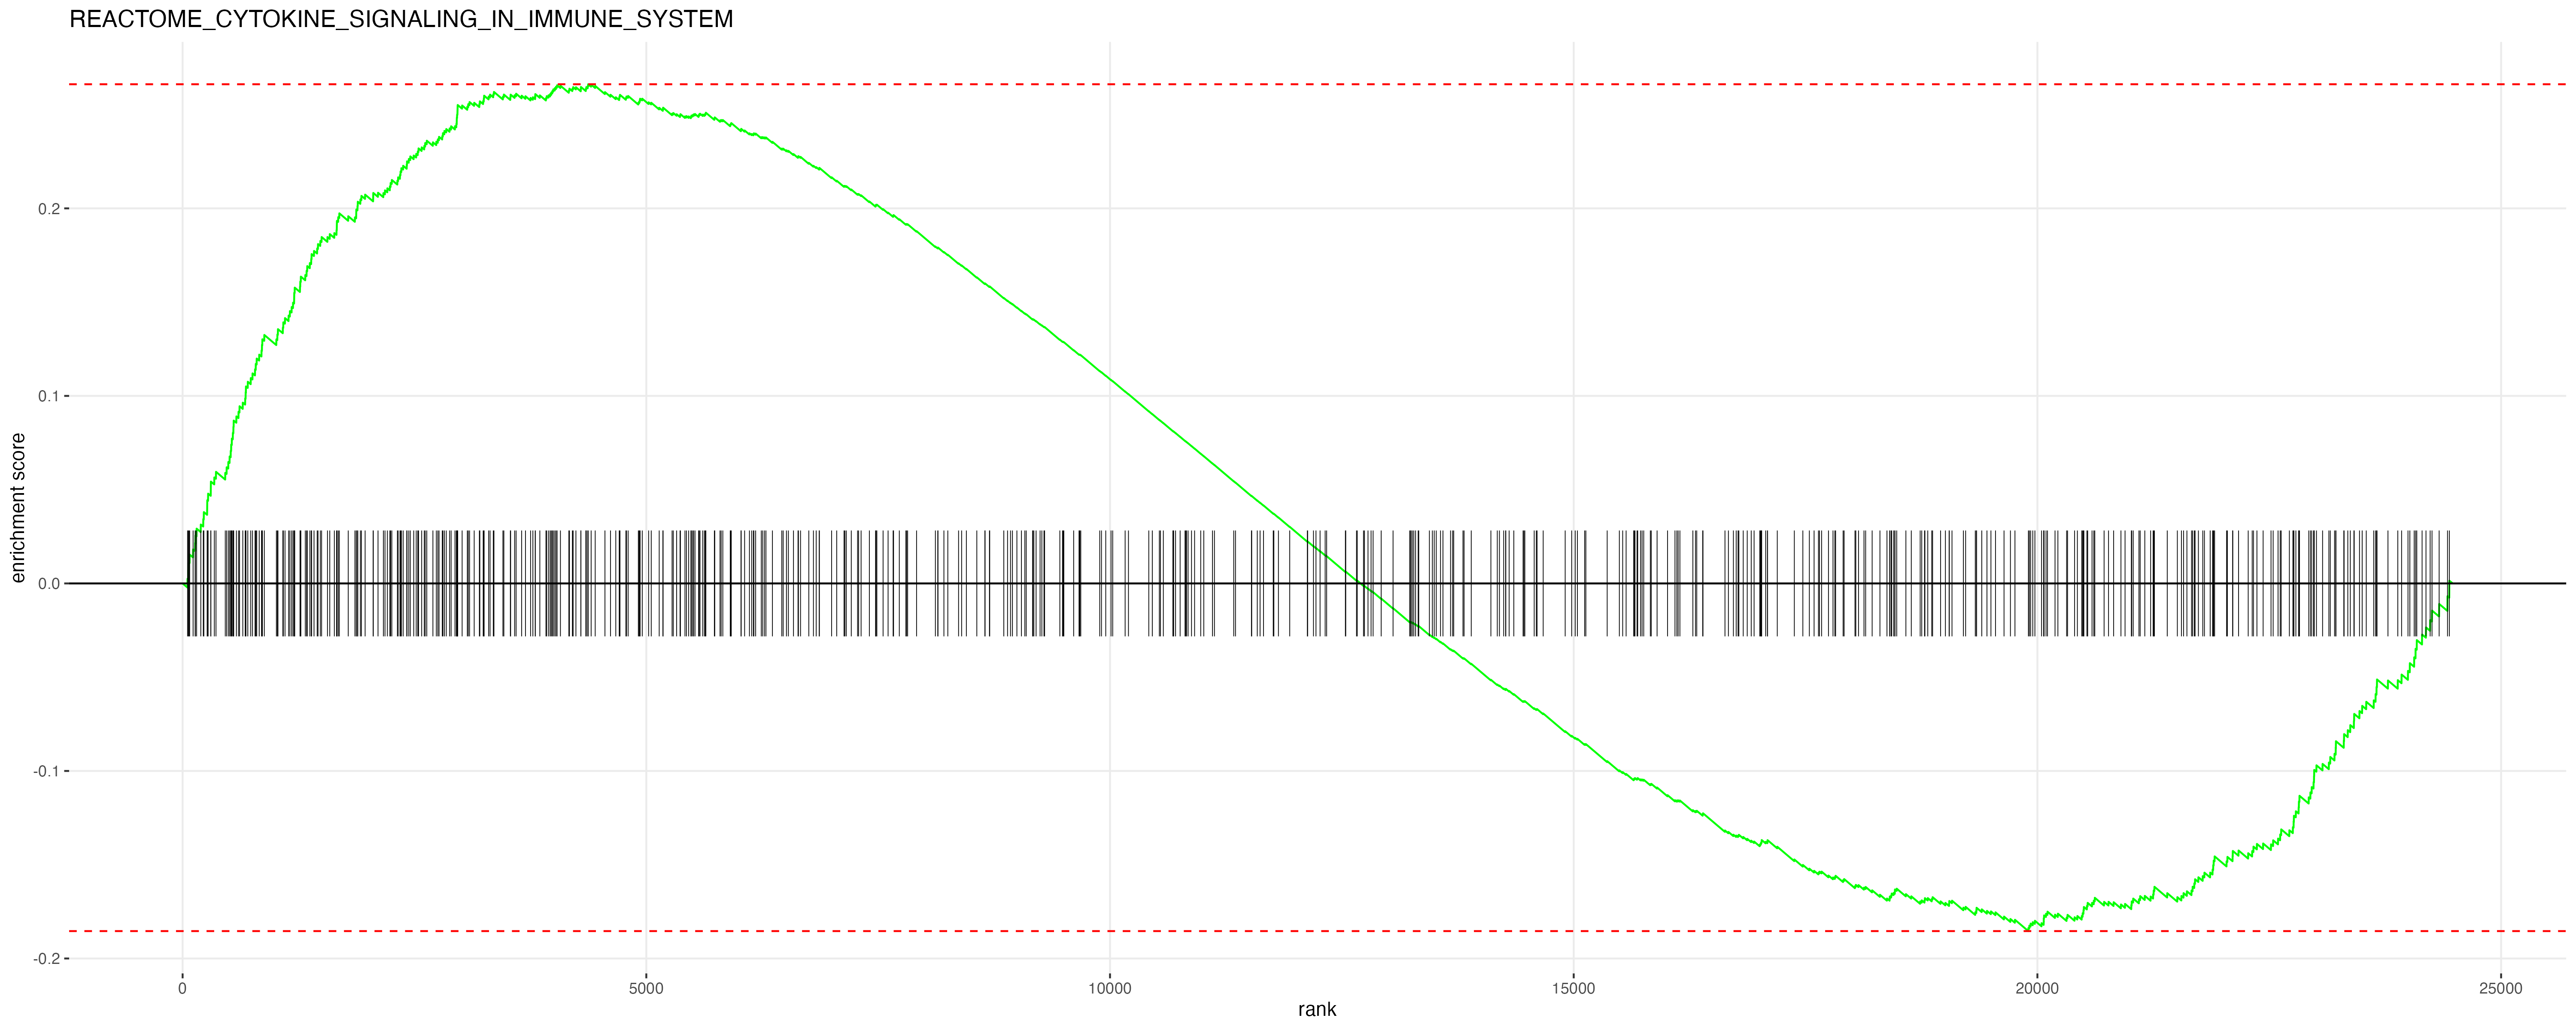 REACTOME_CYTOKINE_SIGNALING_IN_IMMUNE_SYSTEM
enrichment score
0.2
0.1
0.0
-0.1
-0.2
0 5000 10000 15000 20000 25000
rank